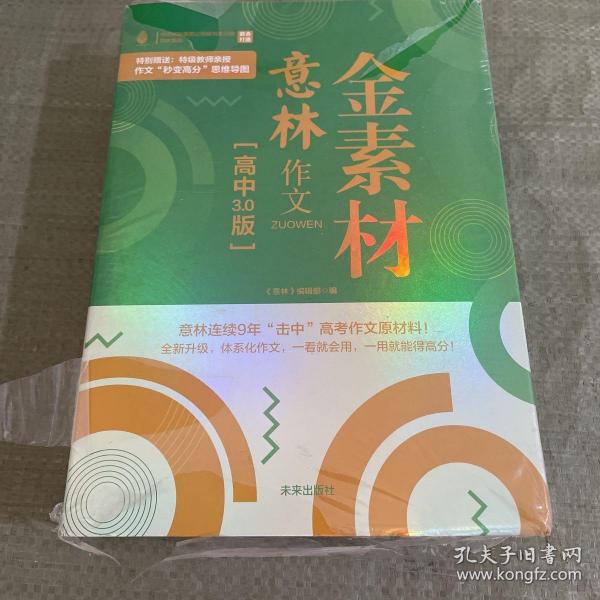 联合打造
特别赠送：特级教师亲授
作文“秒变高分”思维导图
金素材
意林
作文
ZUOWEN
［高中3.0版］
《意林》编辑部 编
意林连续9年“击中”高考作文原材料！
全新升级，体系化作文，一看就会用，一用就能得高分！
未来出版社
孔夫子旧书网
www.kongfz.com